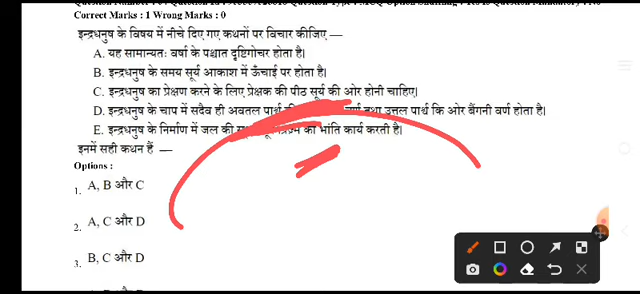 Correct Marks : 1 Wrong Marks : 0
इन्द्रधनुष के विषय में नीचे दिए गए कथनों पर विचार कीजिए —
A. यह सामान्यतः वर्षा के पश्चात दृष्टिगोचर होता है।
B. इन्द्रधनुष के समय सूर्य आकाश में ऊँचाई पर होता है।
C. इन्द्रधनुष का प्रेक्षण करने के लिए प्रेक्षक की पीठ सूर्य की ओर होनी चाहिए।
D. इन्द्रधनुष के चाप में सदैव ही अवतल पार्श्व की वर्ण तथा उत्तल पार्श्व कि ओर बैंगनी वर्ण होता है।
E. इन्द्रधनुष के निर्माण में जल की की भांति कार्य करती है।
इनमें सही कथन हैं —
Options :
1. A, B और C
2. A, C और D
3. B, C और D